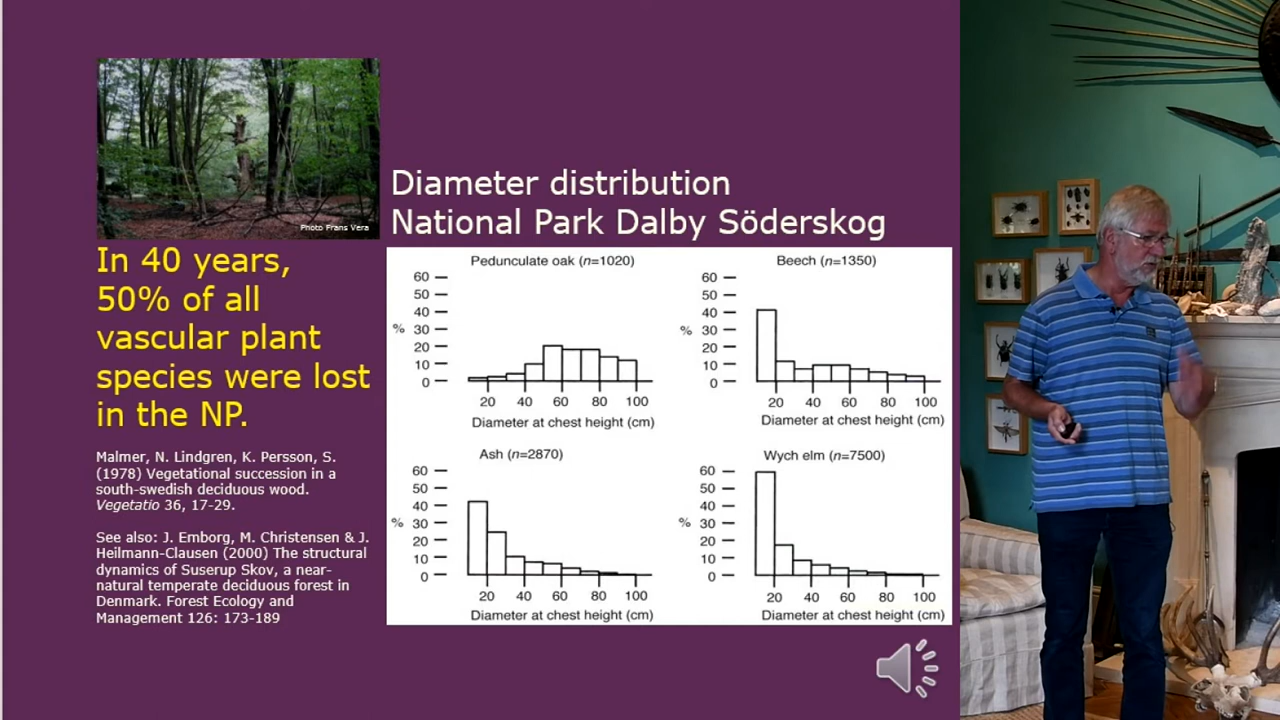 Photo Frans Vera
In 40 years,
50% of all
vascular plant
species were lost
in the NP.
Malmer, N. Lindgren, K. Persson, S.
(1978) Vegetational succession in a
south-swedish deciduous wood.
Vegetatio 36, 17-29.
See also: J. Emborg, M. Christensen & J.
Heilmann-Clausen (2000) The structural
dynamics of Suserup Skov, a near-
natural temperate deciduous forest in
Denmark. Forest Ecology and
Management 126: 173-189
Diameter distribution
National Park Dalby Söderskog
Pedunculate oak (n=1020)
60
50
40
% 30
20
10
0
20 40 60 80 100
Diameter at chest height (cm)
Beech (n=1350)
60
50
40
% 30
20
10
0
20 40 60 80 100
Diameter at chest height (cm)
Ash (n=2870)
60
50
40
% 30
20
10
0
20 40 60 80 100
Diameter at chest height (cm)
Wych elm (n=7500)
60
50
40
% 30
20
10
0
20 40 60 80 100
Diameter at chest height (cm)